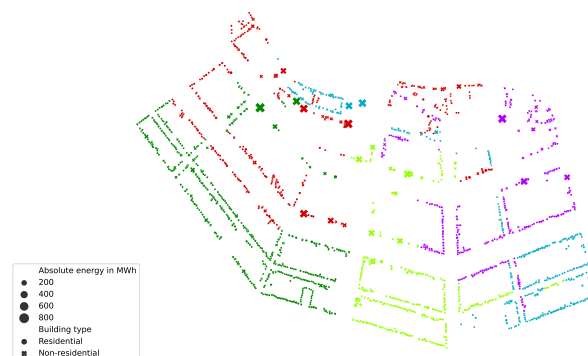 Absolute energy in MWh
200
400
600
800
Building type
Residential
Non-residential